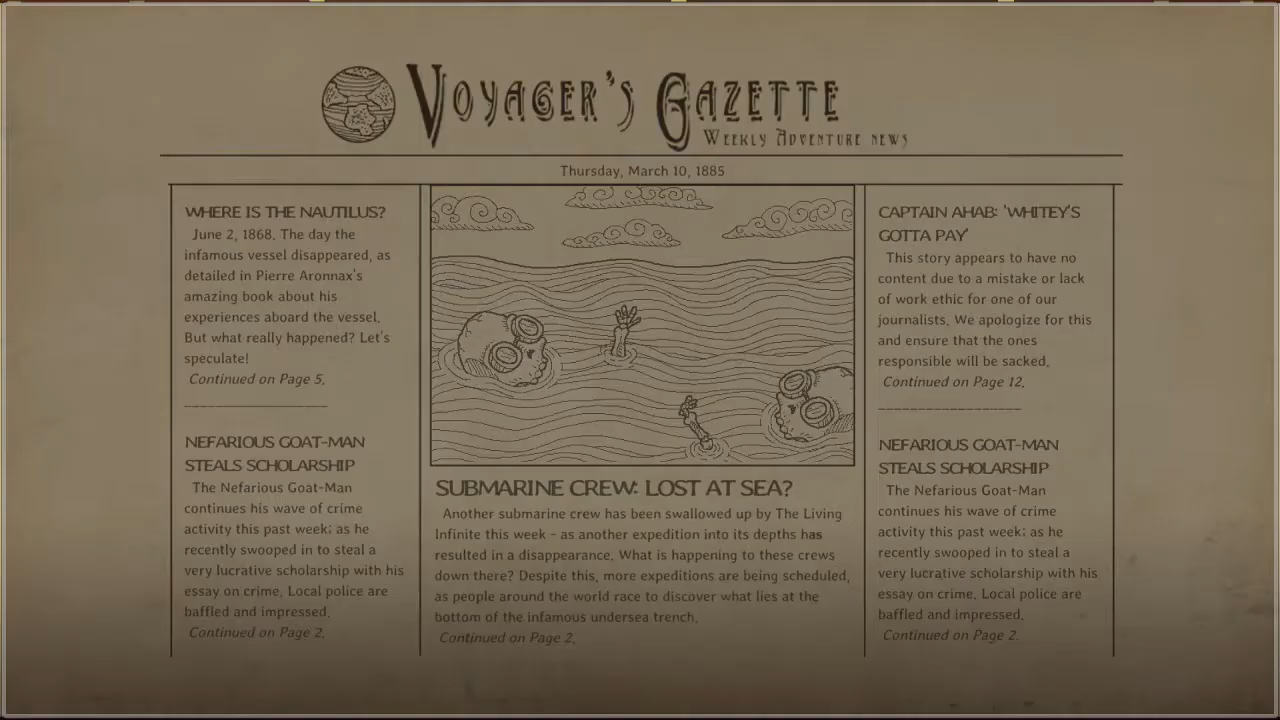 VOYAGER'S GAZETTE
WEEKLY ADVENTURE NEWS
Thursday, March 10, 1885
WHERE IS THE NAUTILUS?
June 2, 1868. The day the
infamous vessel disappeared, as
detailed in Pierre Aronnax's
amazing book about his
experiences aboard the vessel.
But what really happened? Let's
speculate!
Continued on Page 5.
NEFARIOUS GOAT-MAN
STEALS SCHOLARSHIP
The Nefarious Goat-Man
continues his wave of crime
activity this past week; as he
recently swooped in to steal a
very lucrative scholarship with his
essay on crime. Local police are
baffled and impressed.
Continued on Page 2.
SUBMARINE CREW: LOST AT SEA?
Another submarine crew has been swallowed up by The Living
Infinite this week - as another expedition into its depths has
resulted in a disappearance. What is happening to these crews
down there? Despite this, more expeditions are being scheduled,
as people around the world race to discover what lies at the
bottom of the infamous undersea trench.
Continued on Page 2.
CAPTAIN AHAB: 'WHITEY'S
GOTTA PAY'
This story appears to have no
content due to a mistake or lack
of work ethic for one of our
journalists. We apologize for this
and ensure that the ones
responsible will be sacked.
Continued on Page 12.
NEFARIOUS GOAT-MAN
STEALS SCHOLARSHIP
The Nefarious Goat-Man
continues his wave of crime
activity this past week; as he
recently swooped in to steal a
very lucrative scholarship with his
essay on crime. Local police are
baffled and impressed.
Continued on Page 2.